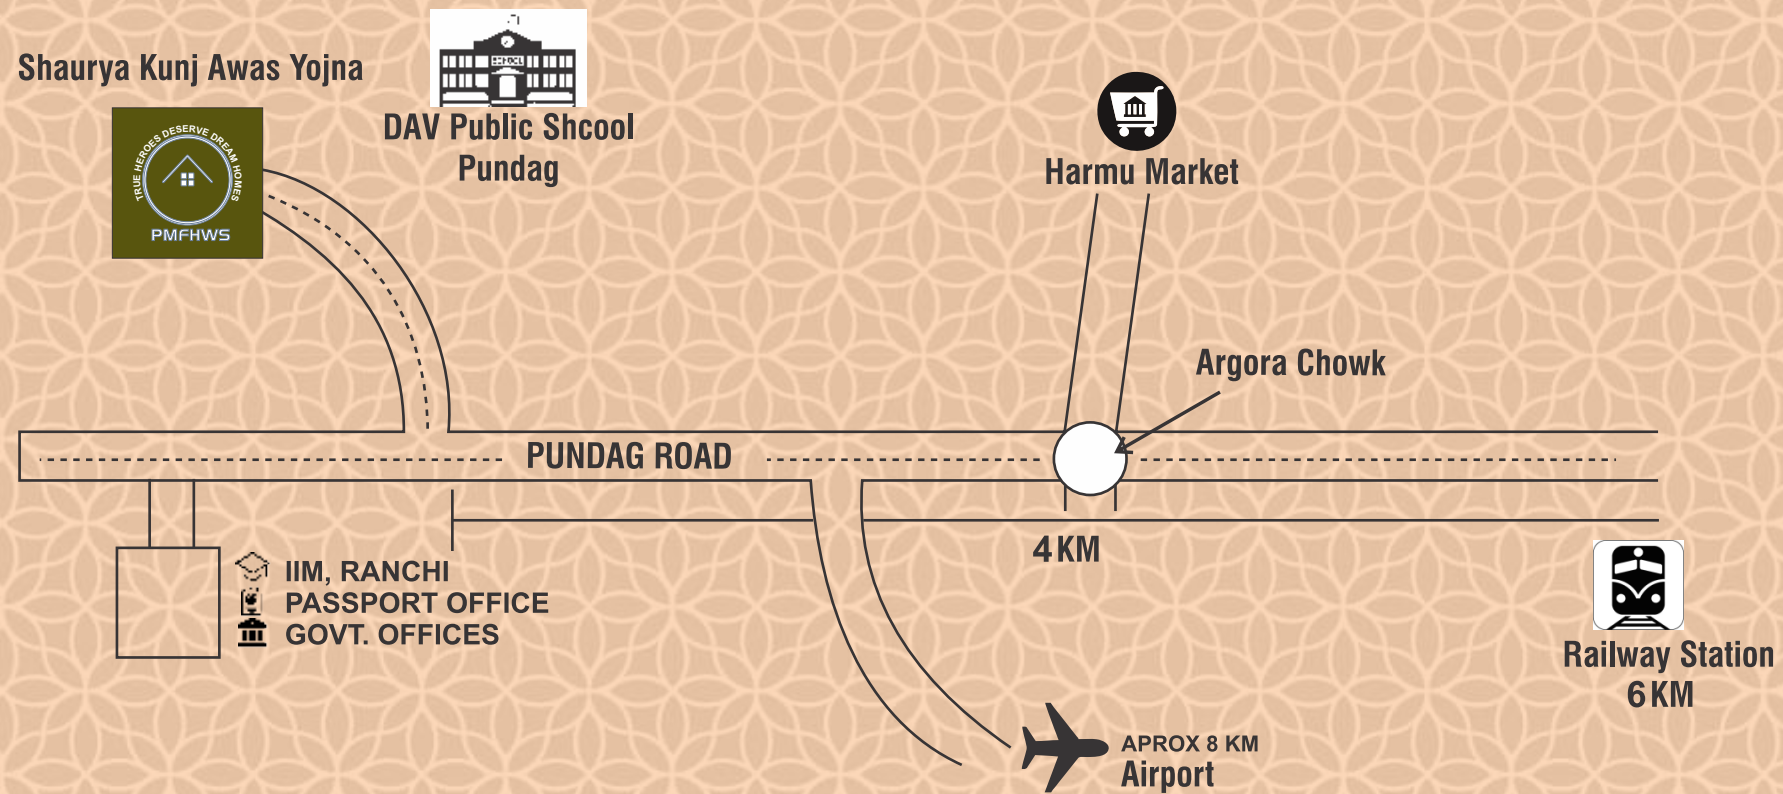 Shaurya Kunj Awas Yojna
TRUE HEROES DESERVE DREAM HOMES
PMFHWS
SCHOOL
DAV Public Shcool
Pundag
Harmu Market
Argora Chowk
PUNDAG ROAD
4 KM
IIM, RANCHI
PASSPORT OFFICE
GOVT. OFFICES
Railway Station
6 KM
APROX 8 KM
Airport